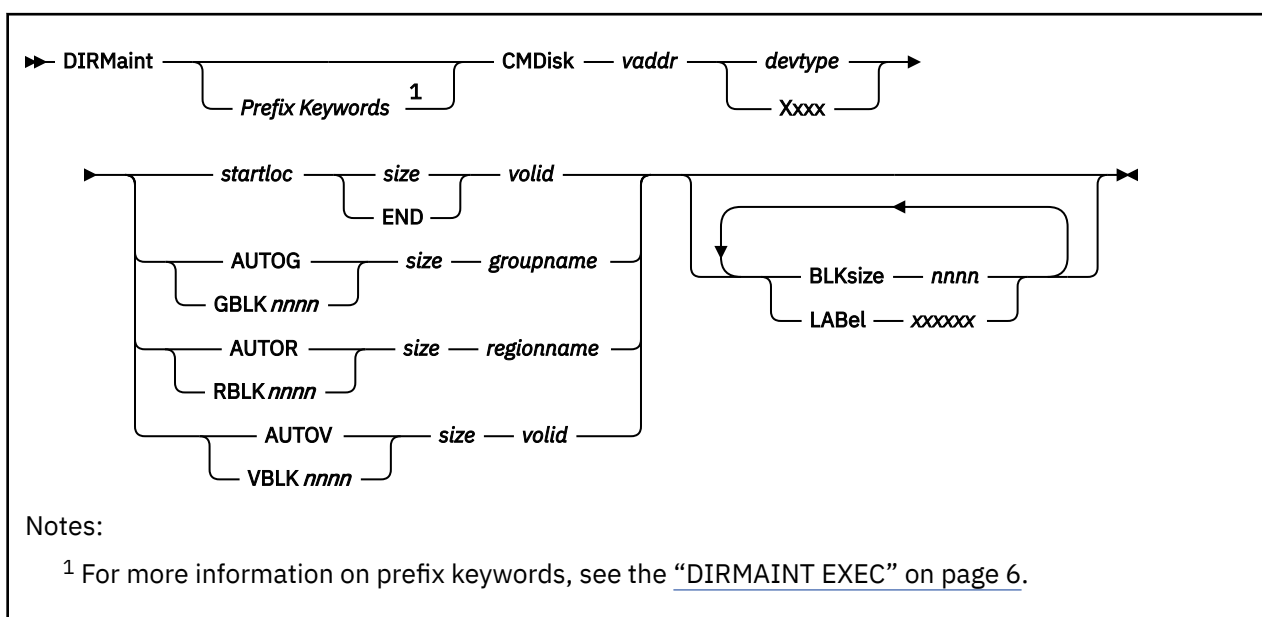 DIRMaint CMDisk vaddr devtype
Prefix Keywords 1 Xxxx
startloc size volid
END
AUTOG size groupname
GBLK nnnn
BLKsize nnnn
LABel xxxxxx
AUTOR size regionname
RBLK nnnn
AUTOV size volid
VBLK nnnn
Notes:
1 For more information on prefix keywords, see the “DIRMAINT EXEC” on page 6.